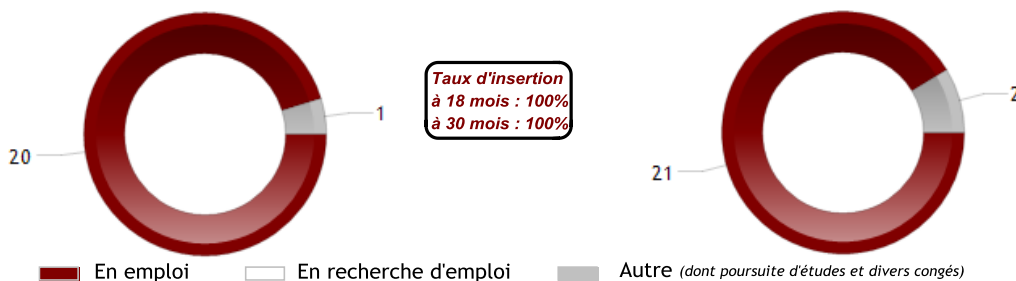 Taux d'insertion
à 18 mois : 100%
à 30 mois : 100%
1
20
2
21
En emploi
En recherche d'emploi
Autre (dont poursuite d'études et divers congés)